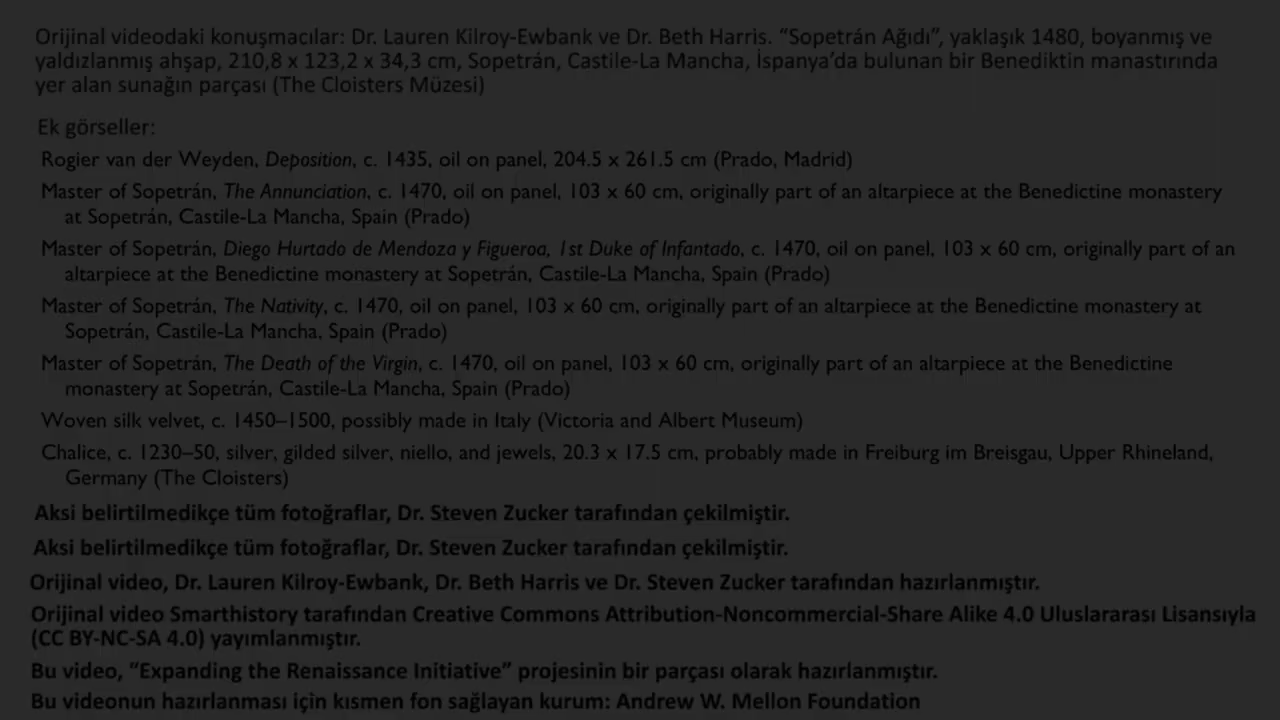 Orijinal videodaki konuşmacılar: Dr. Lauren Kilroy-Ewbank ve Dr. Beth Harris. “Sopetrán Ağıdı”, yaklaşık 1480, boyanmış ve
yaldızlanmış ahşap, 210,8 x 123,2 x 34,3 cm, Sopetrán, Castile-La Mancha, İspanya’da bulunan bir Benediktin manastırında
yer alan sunağın parçası (The Cloisters Müzesi)
Ek görseller:
Rogier van der Weyden, Deposition, c. 1435, oil on panel, 204.5 x 261.5 cm (Prado, Madrid)
Master of Sopetrán, The Annunciation, c. 1470, oil on panel, 103 x 60 cm, originally part of an altarpiece at the Benedictine monastery
at Sopetrán, Castile-La Mancha, Spain (Prado)
Master of Sopetrán, Diego Hurtado de Mendoza y Figueroa, 1st Duke of Infantado, c. 1470, oil on panel, 103 x 60 cm, originally part of an
altarpiece at the Benedictine monastery at Sopetrán, Castile-La Mancha, Spain (Prado)
Master of Sopetrán, The Nativity, c. 1470, oil on panel, 103 x 60 cm, originally part of an altarpiece at the Benedictine monastery at
Sopetrán, Castile-La Mancha, Spain (Prado)
Master of Sopetrán, The Death of the Virgin, c. 1470, oil on panel, 103 x 60 cm, originally part of an altarpiece at the Benedictine
monastery at Sopetrán, Castile-La Mancha, Spain (Prado)
Woven silk velvet, c. 1450–1500, possibly made in Italy (Victoria and Albert Museum)
Chalice, c. 1230–50, silver, gilded silver, niello, and jewels, 20.3 x 17.5 cm, probably made in Freiburg im Breisgau, Upper Rhineland,
Germany (The Cloisters)
Aksi belirtilmedikçe tüm fotoğraflar, Dr. Steven Zucker tarafından çekilmiştir.
Aksi belirtilmedikçe tüm fotoğraflar, Dr. Steven Zucker tarafından çekilmiştir.
Orijinal video, Dr. Lauren Kilroy-Ewbank, Dr. Beth Harris ve Dr. Steven Zucker tarafından hazırlanmıştır.
Orijinal video Smarthistory tarafından Creative Commons Attribution-Noncommercial-Share Alike 4.0 Uluslararası Lisansıyla
(CC BY-NC-SA 4.0) yayımlanmıştır.
Bu video, “Expanding the Renaissance Initiative” projesinin bir parçası olarak hazırlanmıştır.
Bu videonun hazırlanması için kısmen fon sağlayan kurum: Andrew W. Mellon Foundation